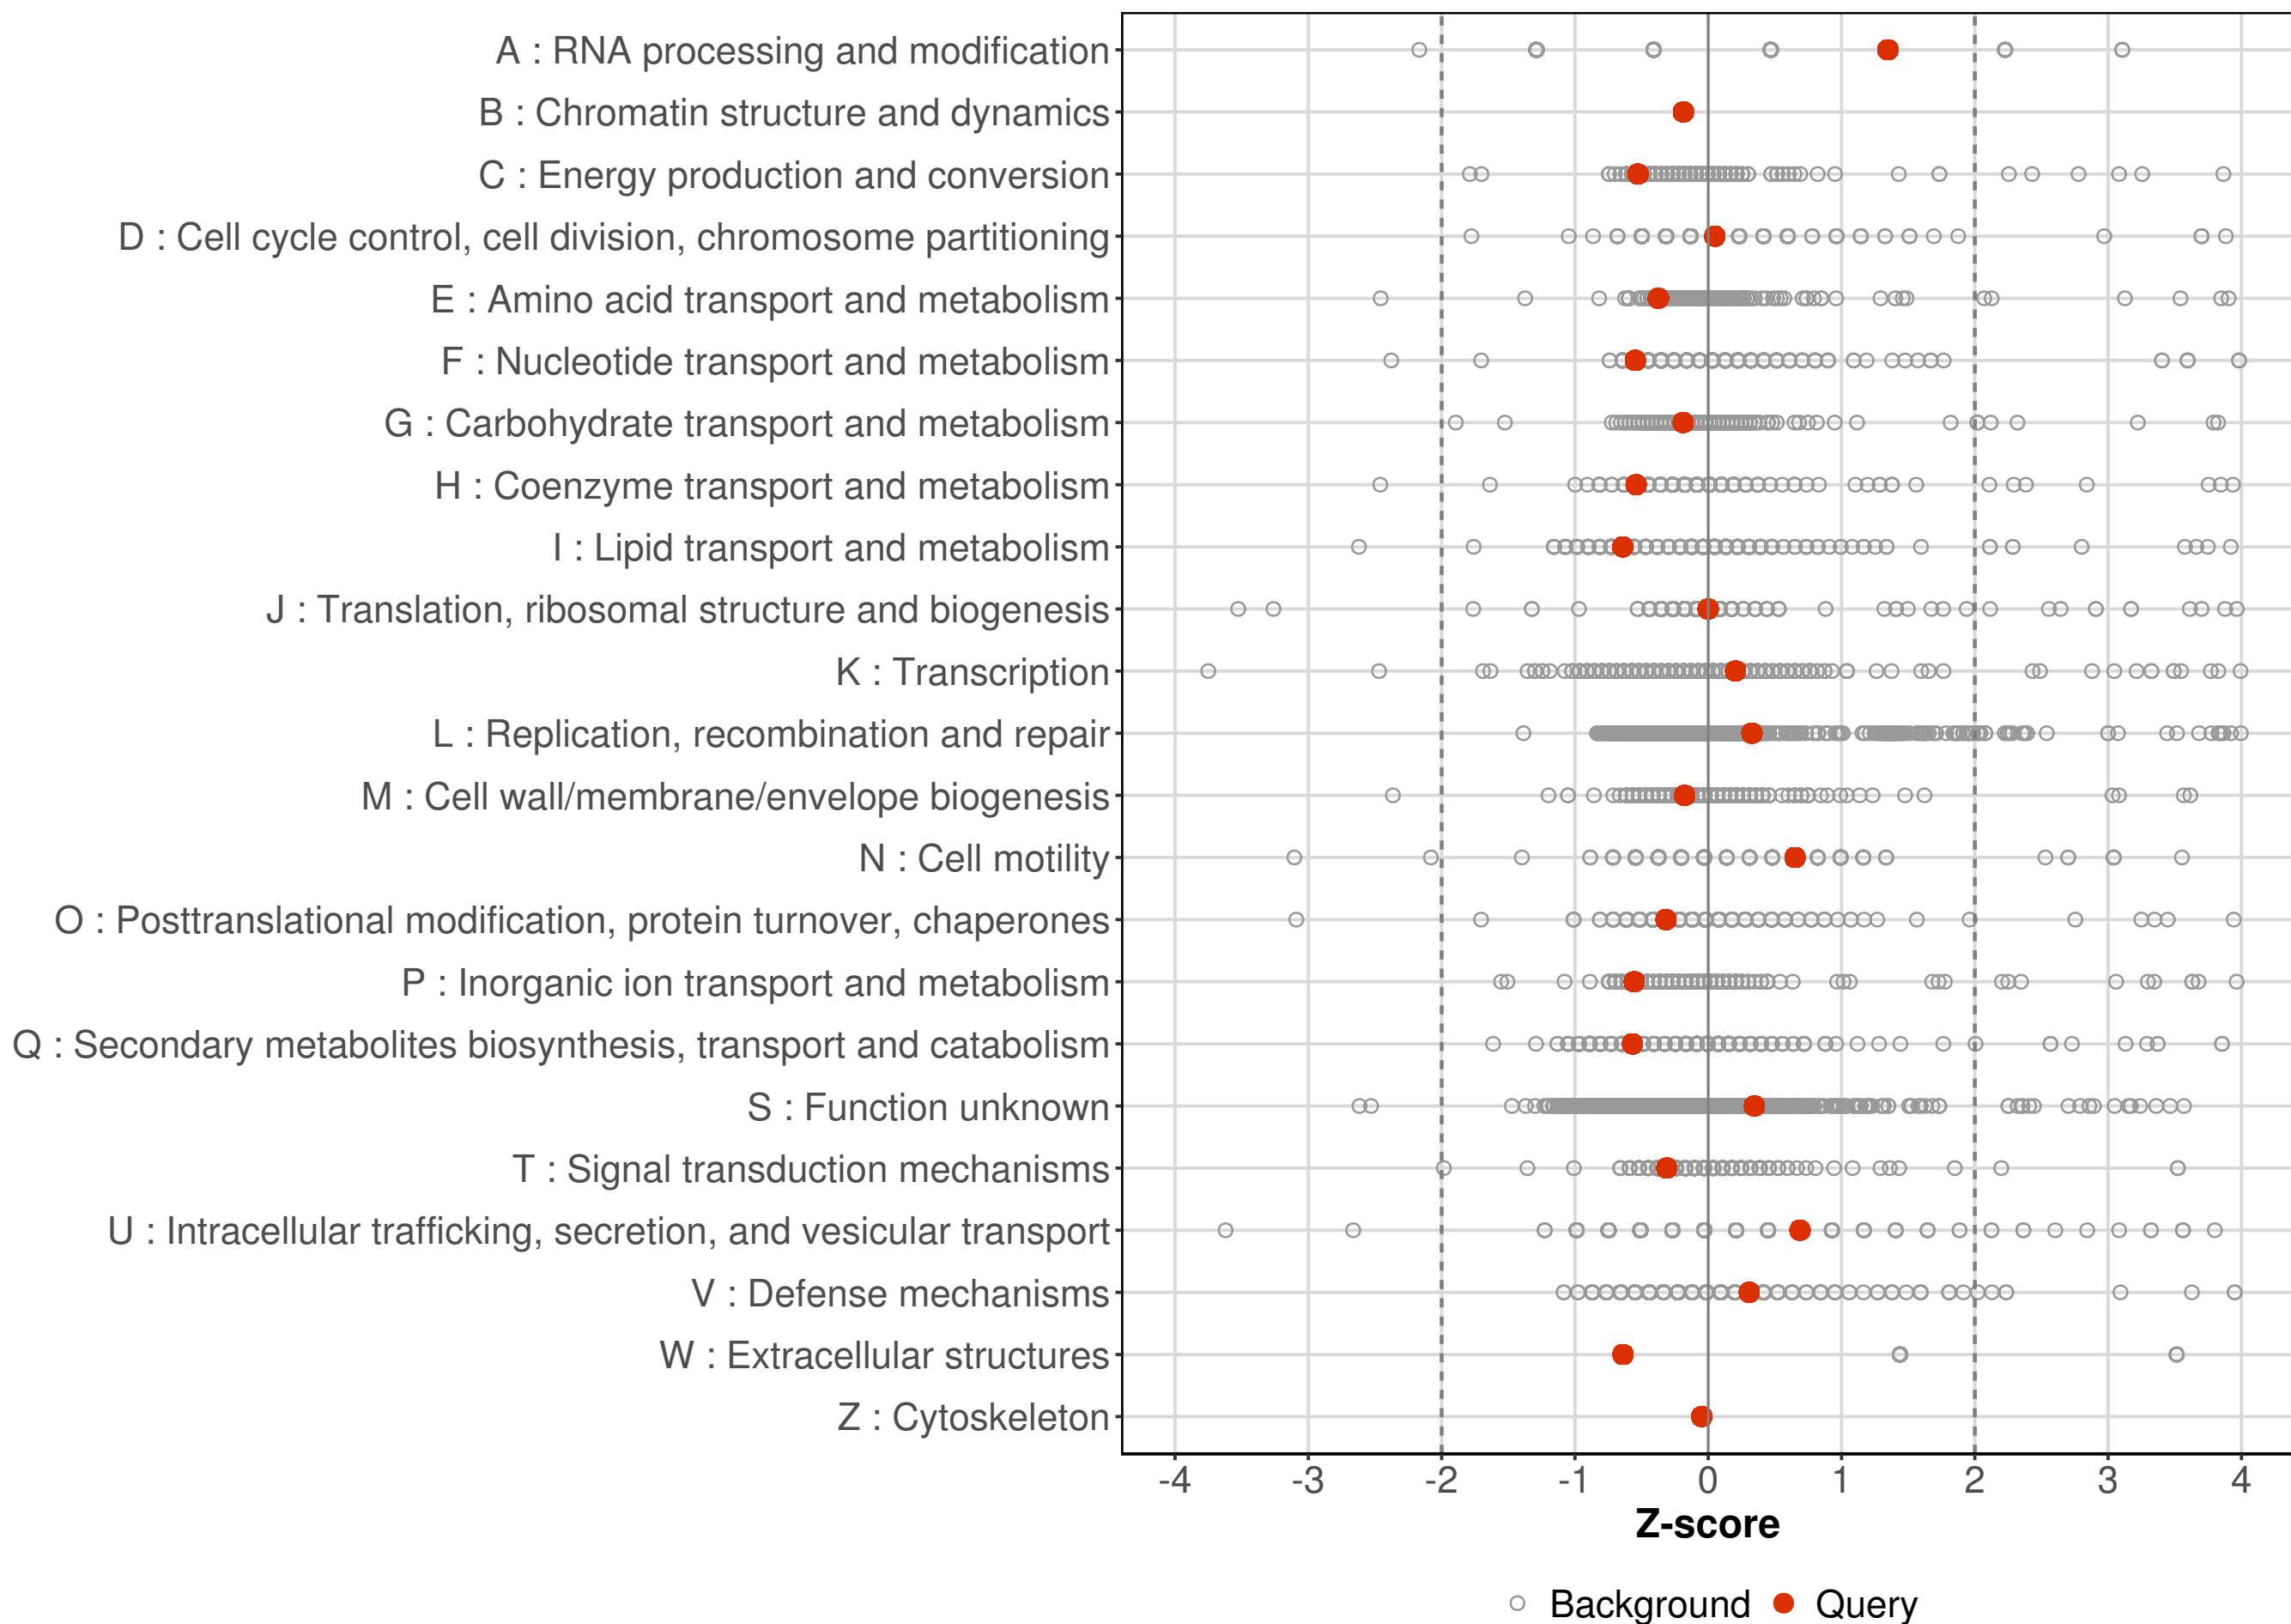 A : RNA processing and modification
B : Chromatin structure and dynamics
C : Energy production and conversion
D : Cell cycle control, cell division, chromosome partitioning
E : Amino acid transport and metabolism
F : Nucleotide transport and metabolism
G : Carbohydrate transport and metabolism
H : Coenzyme transport and metabolism
I : Lipid transport and metabolism
J : Translation, ribosomal structure and biogenesis
K : Transcription
L : Replication, recombination and repair
M : Cell wall/membrane/envelope biogenesis
N : Cell motility
O : Posttranslational modification, protein turnover, chaperones
P : Inorganic ion transport and metabolism
Q : Secondary metabolites biosynthesis, transport and catabolism
S : Function unknown
T : Signal transduction mechanisms
U : Intracellular trafficking, secretion, and vesicular transport
V : Defense mechanisms
W : Extracellular structures
Z : Cytoskeleton
-4 -3 -2 -1 0 1 2 3 4
Z-score
Background Query